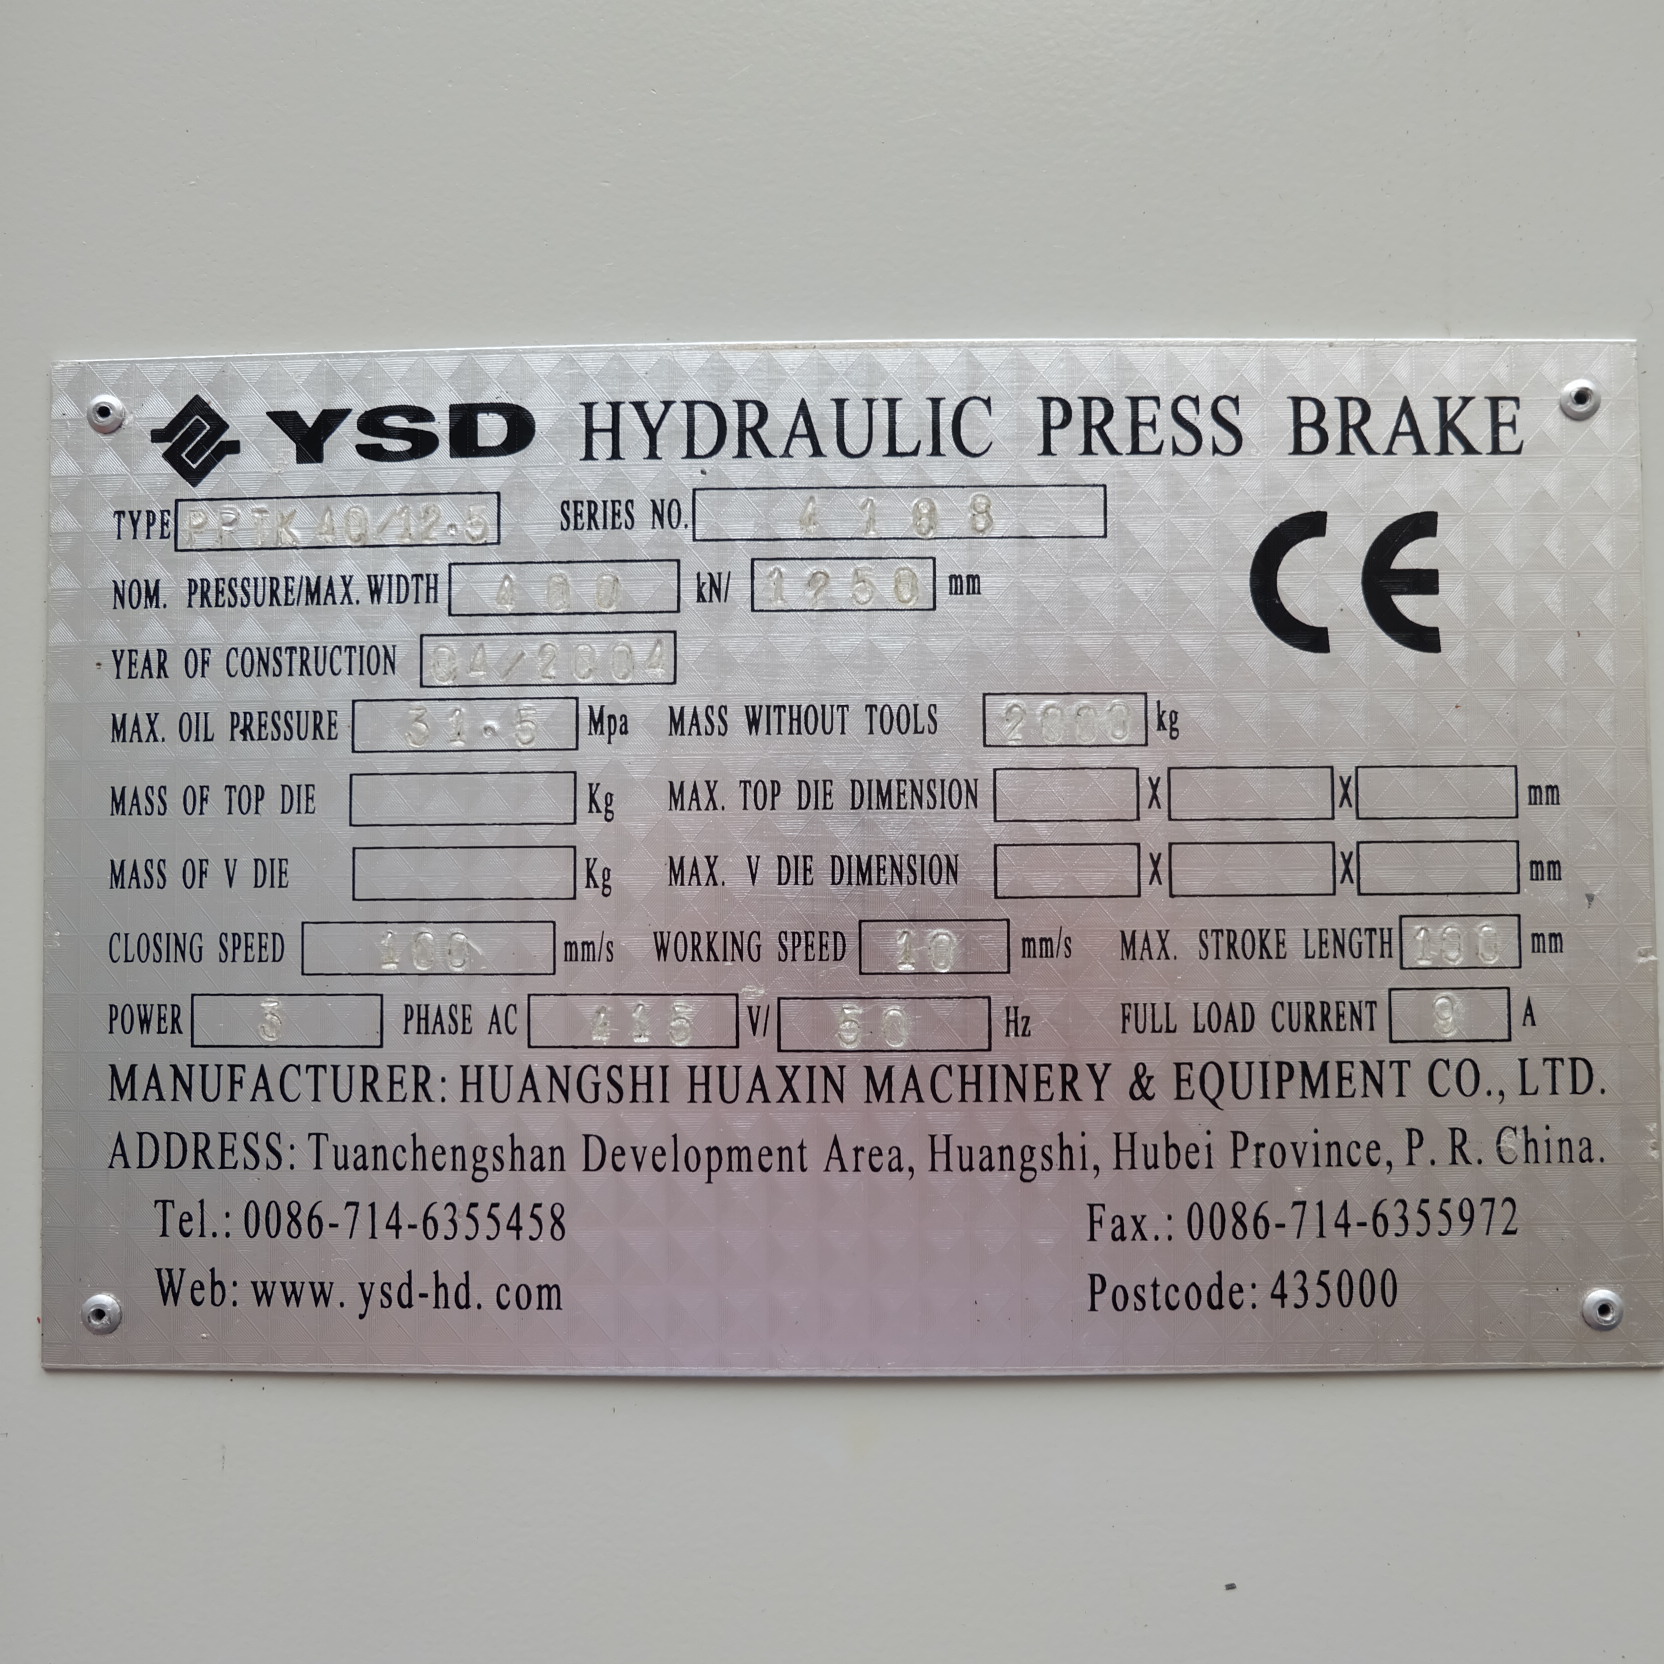 YSD HYDRAULIC PRESS BRAKE
TYPE PPTK 40/12.5 SERIES NO. 4188
CE
NOM. PRESSURE/MAX. WIDTH 400 kN/ 1250 mm
YEAR OF CONSTRUCTION 04/2004
MAX. OIL PRESSURE 31.5 Mpa MASS WITHOUT TOOLS 2000 kg
MASS OF TOP DIE Kg MAX. TOP DIE DIMENSION X X mm
MASS OF V DIE Kg MAX. V DIE DIMENSION X X mm
CLOSING SPEED 100 mm/s WORKING SPEED 10 mm/s MAX. STROKE LENGTH 100 mm
POWER 3 PHASE AC 415 V/ 50 Hz FULL LOAD CURRENT 9 A
MANUFACTURER: HUANGSHI HUAXIN MACHINERY & EQUIPMENT CO., LTD.
ADDRESS: Tuanchengshan Development Area, Huangshi, Hubei Province, P. R. China.
Tel.: 0086-714-6355458 Fax.: 0086-714-6355972
Web: www. ysd-hd. com Postcode: 435000